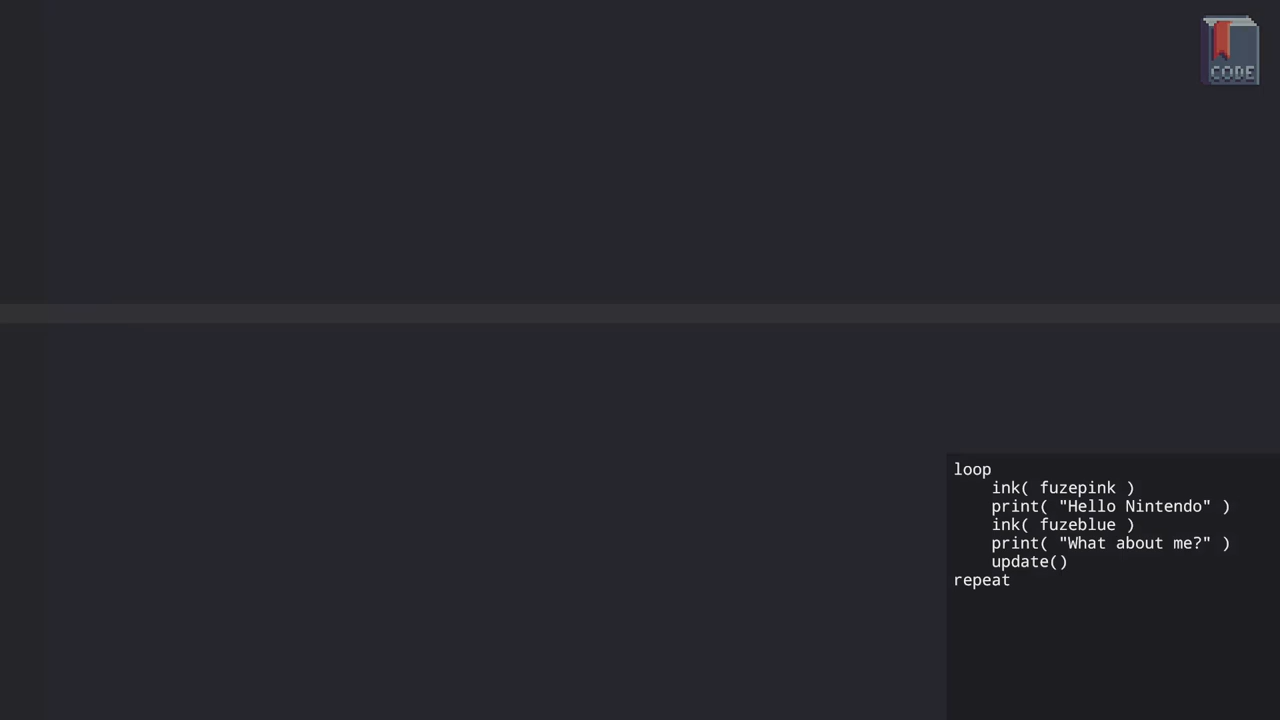 CODE
loop
    ink( fuzepink )
    print( "Hello Nintendo" )
    ink( fuzeblue )
    print( "What about me?" )
    update()
repeat